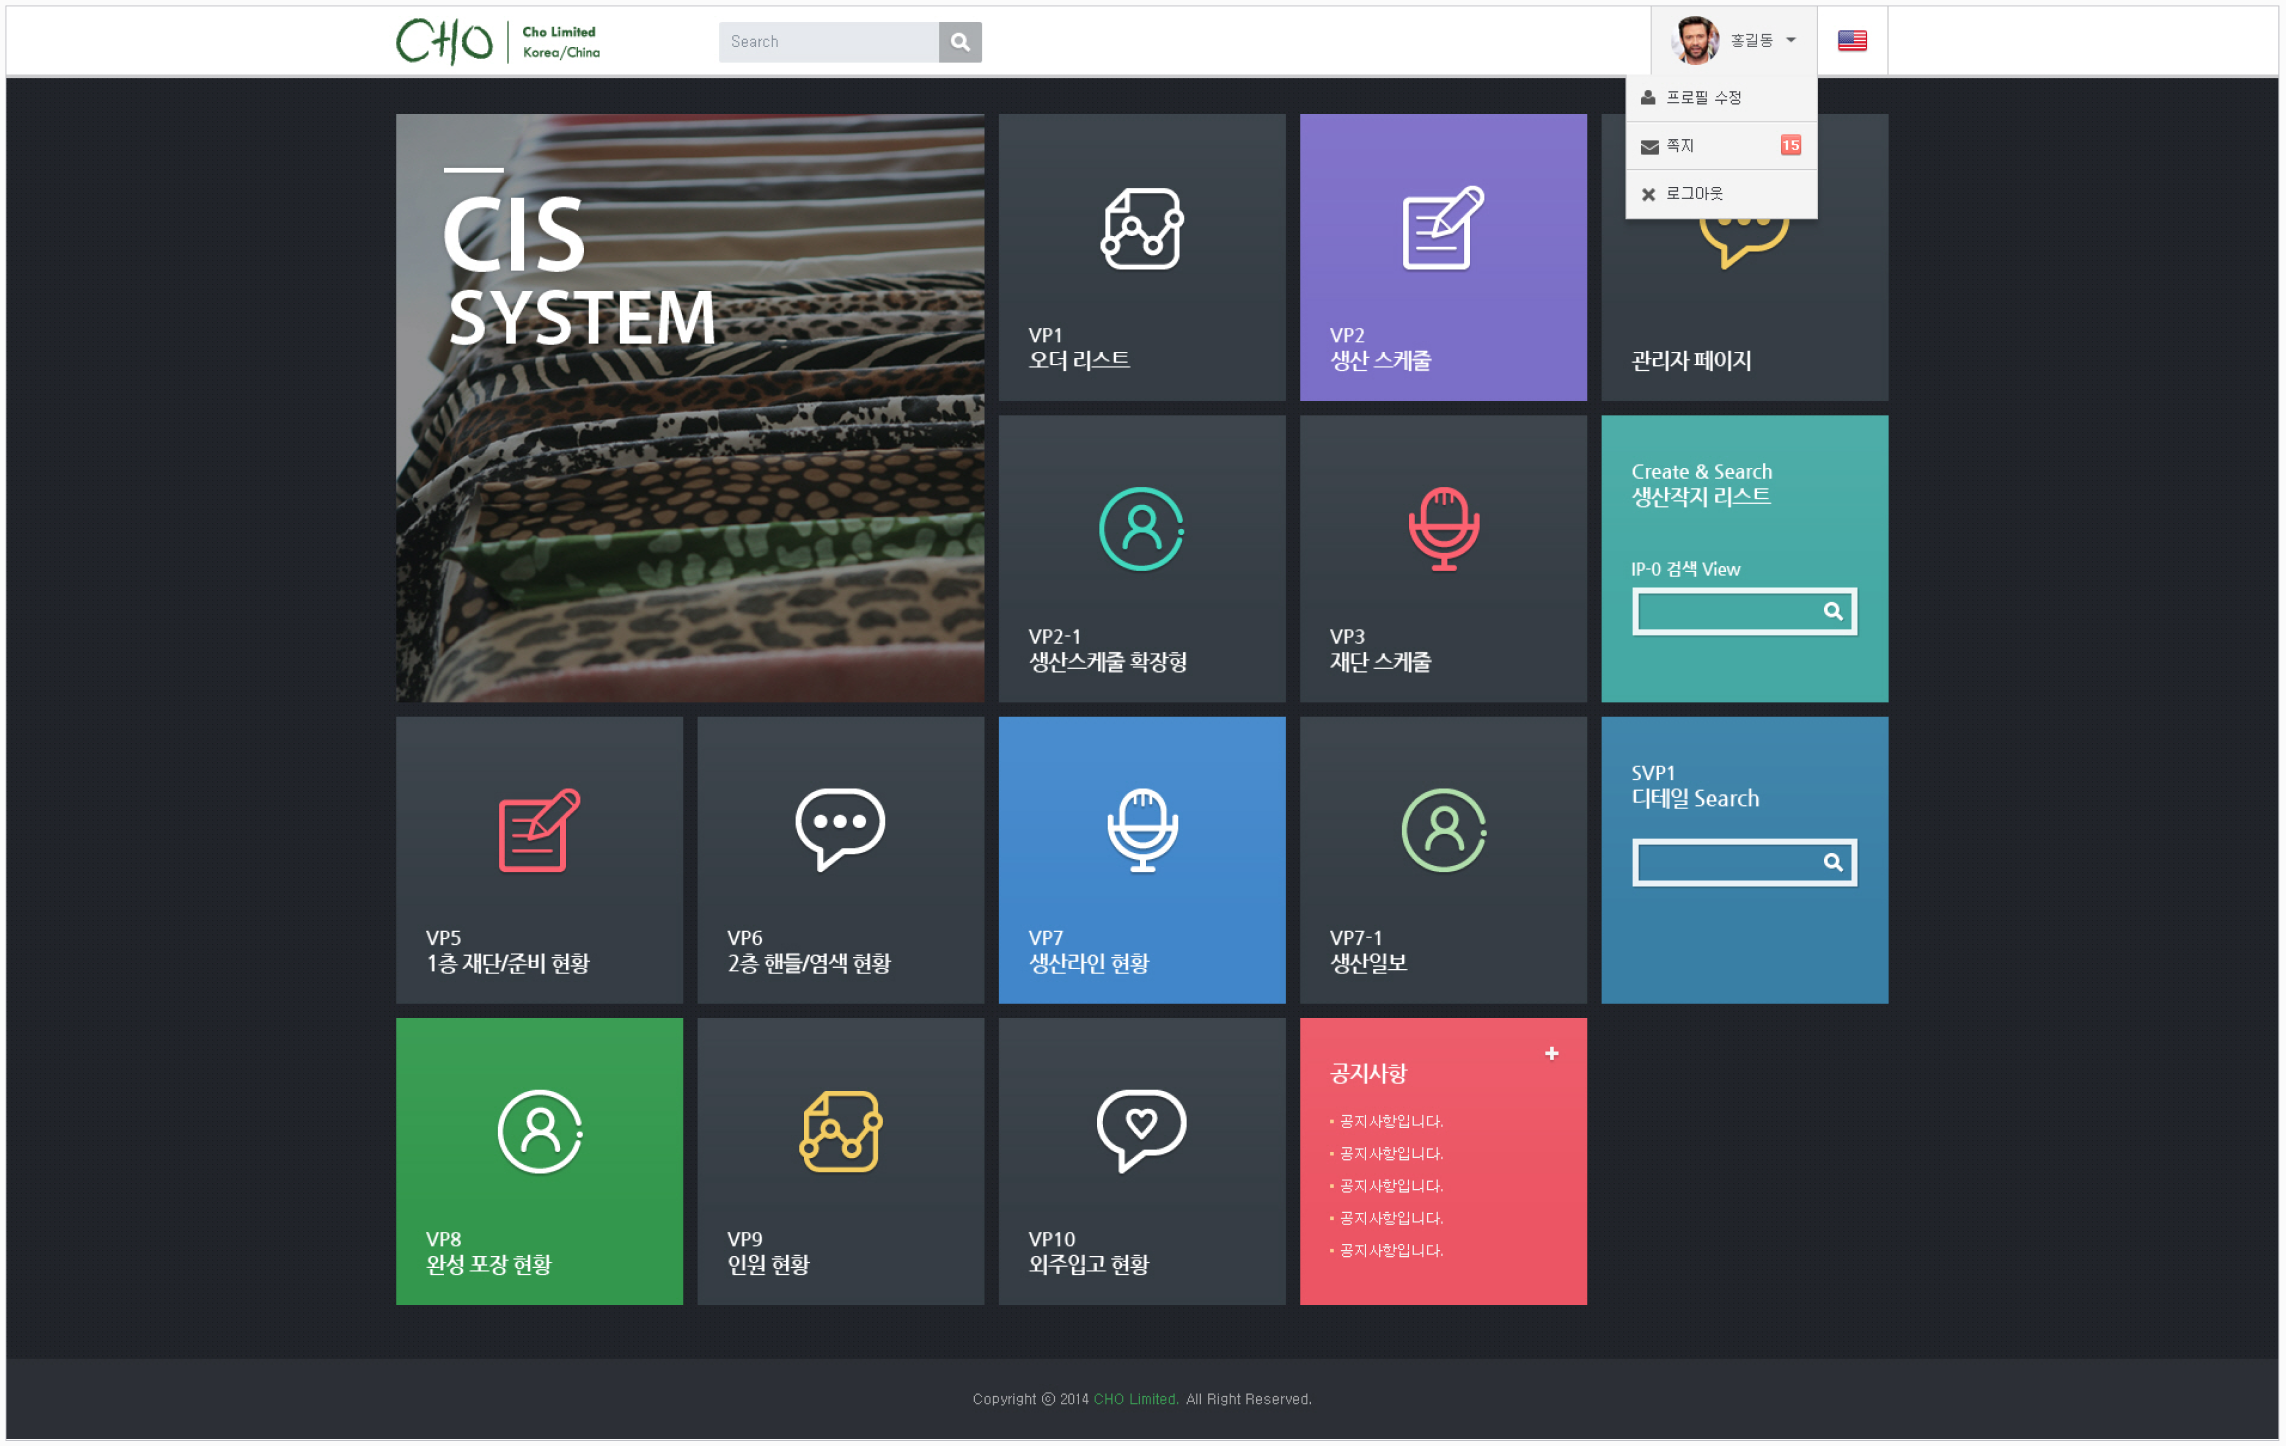 CHO
Cho Limited
Korea/China
Search
홍길동
프로필 수정
쪽지
15
로그아웃
CIS
SYSTEM
VP1
오더 리스트
VP2
생산 스케줄
관리자 페이지
VP2-1
생산스케줄 확장형
VP3
재단 스케줄
Create & Search
생산작지 리스트
IP-0 검색 View
VP5
1층 재단/준비 현황
VP6
2층 핸들/염색 현황
VP7
생산라인 현황
VP7-1
생산일보
SVP1
디테일 Search
VP8
완성 포장 현황
VP9
인원 현황
VP10
외주입고 현황
공지사항
공지사항입니다.
공지사항입니다.
공지사항입니다.
공지사항입니다.
공지사항입니다.
Copyright ⓒ 2014 CHO Limited. All Right Reserved.